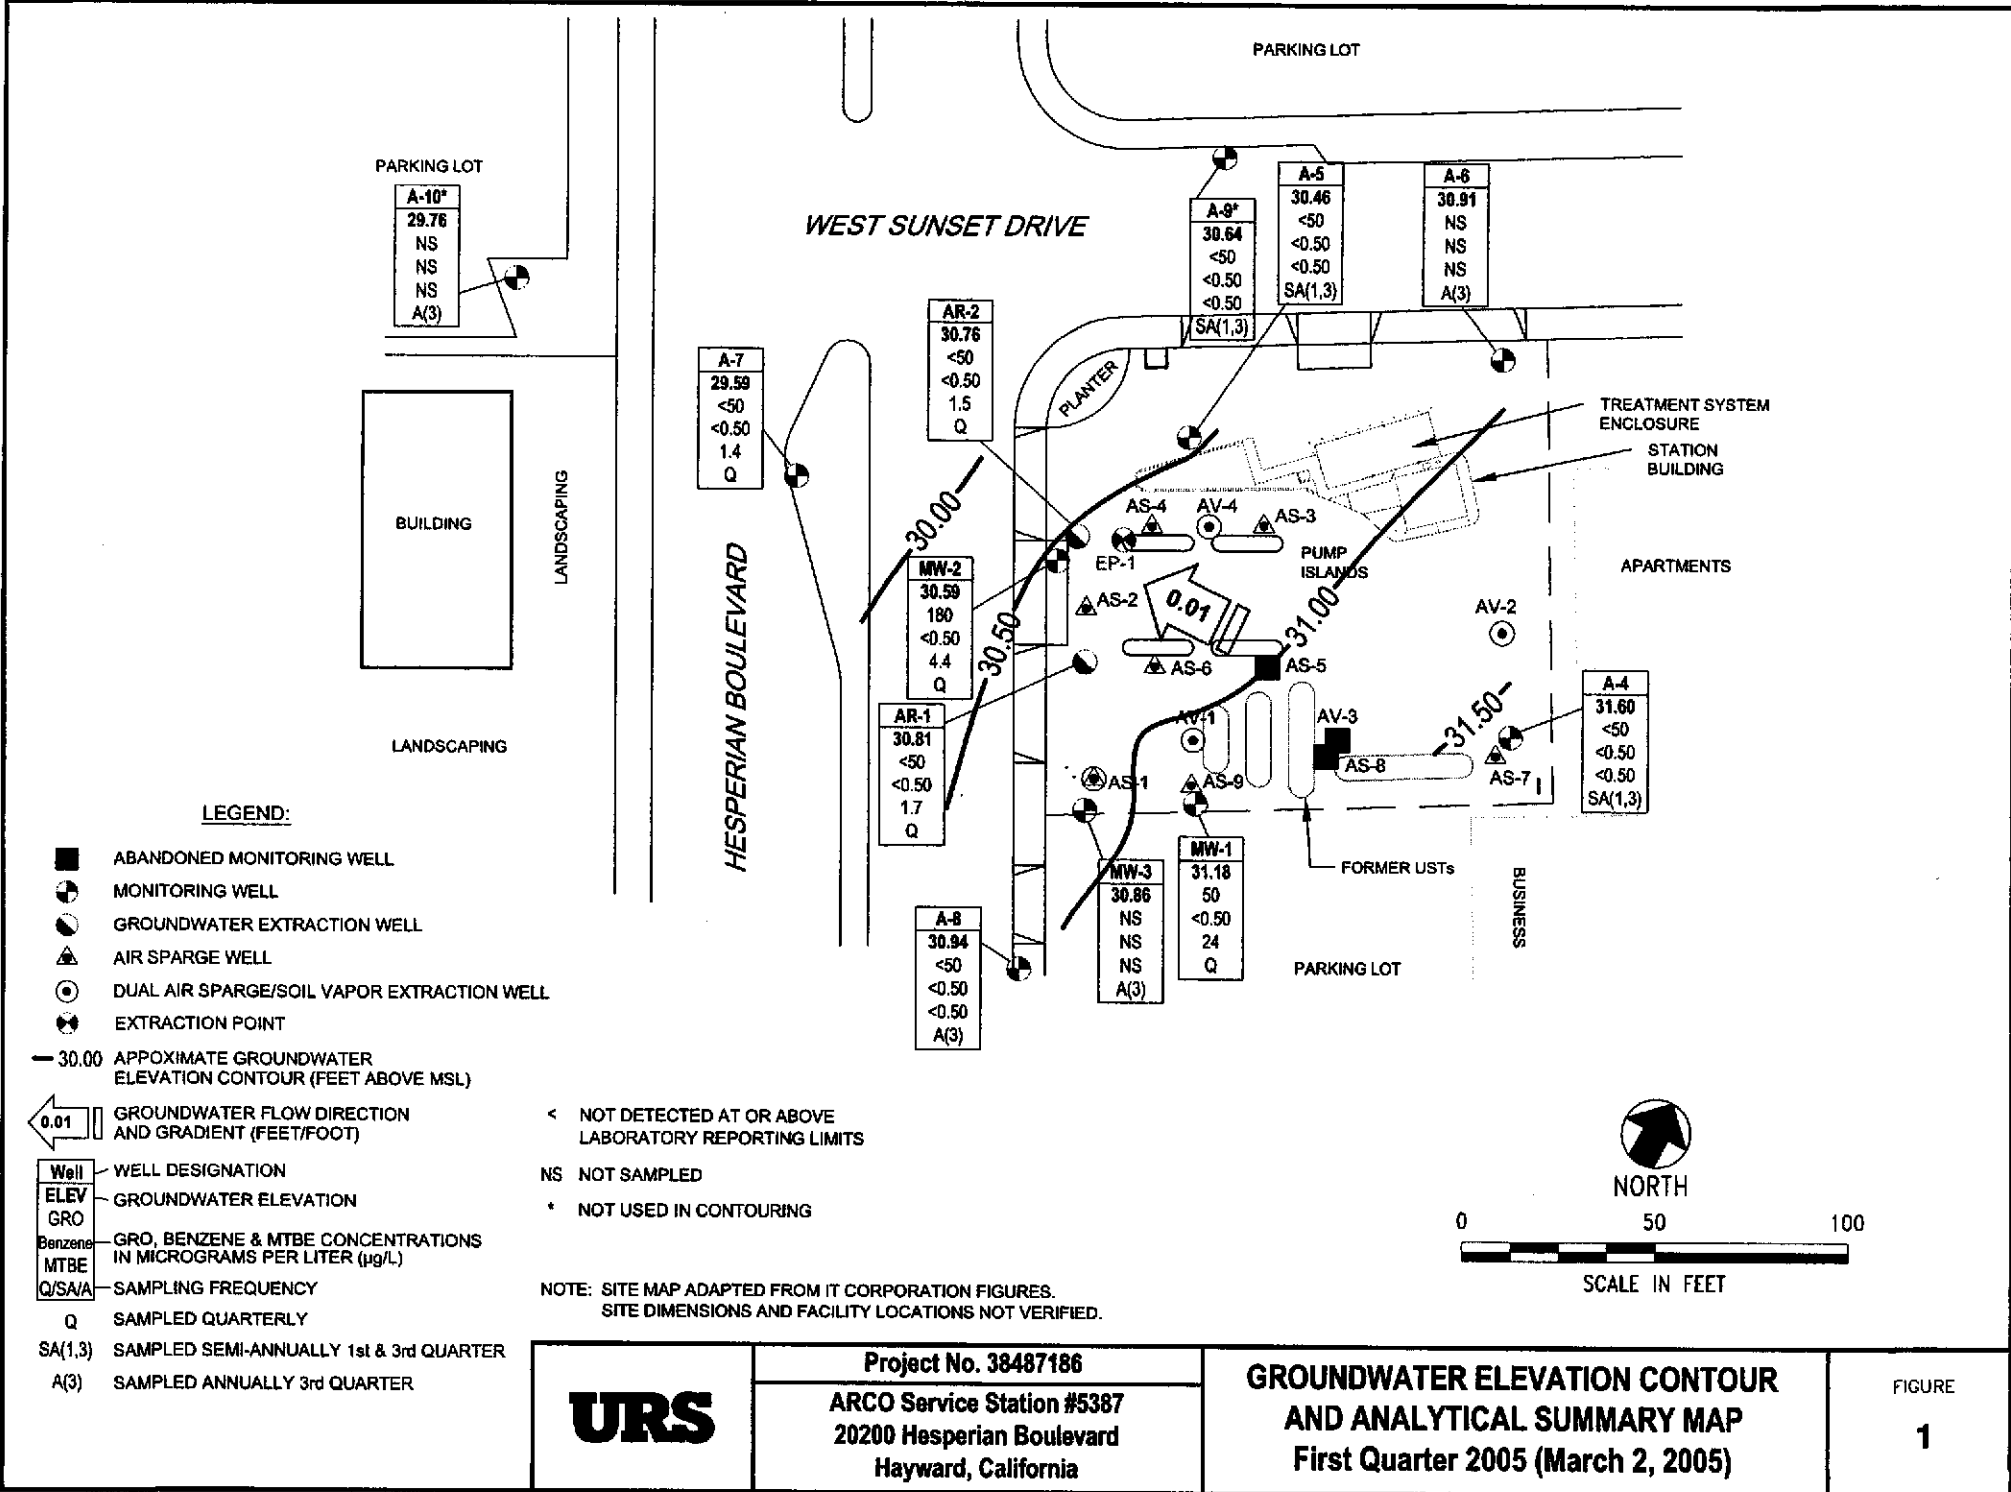 PARKING LOT
PARKING LOT
A-10*
29.76
NS
NS
NS
A(3)
WEST SUNSET DRIVE
A-9*
30.64
<50
<0.50
<0.50
SA(1,3)
A-5
30.46
<50
<0.50
<0.50
SA(1,3)
A-6
30.91
NS
NS
NS
A(3)
AR-2
30.76
<50
<0.50
1.5
Q
A-7
29.59
<50
<0.50
1.4
Q
PLANTER
TREATMENT SYSTEM
ENCLOSURE
STATION
BUILDING
BUILDING
LANDSCAPING
LANDSCAPING
HESPERIAN BOULEVARD
30.00
30.50
31.00
31.50
AS-4
AV-4
AS-3
EP-1
PUMP
ISLANDS
APARTMENTS
MW-2
30.59
180
<0.50
4.4
Q
AS-2
0.01
AV-2
AS-6
AS-5
AR-1
30.81
<50
<0.50
1.7
Q
AV-1
AV-3
AS-8
AS-7
A-4
31.60
<50
<0.50
<0.50
SA(1,3)
AS-1
AS-9
MW-3
30.86
NS
NS
NS
A(3)
MW-1
31.18
50
<0.50
24
Q
FORMER USTs
BUSINESS
PARKING LOT
A-8
30.94
<50
<0.50
<0.50
A(3)
LEGEND:
ABANDONED MONITORING WELL
MONITORING WELL
GROUNDWATER EXTRACTION WELL
AIR SPARGE WELL
DUAL AIR SPARGE/SOIL VAPOR EXTRACTION WELL
EXTRACTION POINT
30.00 APPOXIMATE GROUNDWATER
ELEVATION CONTOUR (FEET ABOVE MSL)
0.01 GROUNDWATER FLOW DIRECTION
AND GRADIENT (FEET/FOOT)
Well WELL DESIGNATION
ELEV GROUNDWATER ELEVATION
GRO
Benzene GRO, BENZENE & MTBE CONCENTRATIONS
MTBE IN MICROGRAMS PER LITER (µg/L)
Q/SA/A SAMPLING FREQUENCY
Q SAMPLED QUARTERLY
SA(1,3) SAMPLED SEMI-ANNUALLY 1st & 3rd QUARTER
A(3) SAMPLED ANNUALLY 3rd QUARTER
< NOT DETECTED AT OR ABOVE
LABORATORY REPORTING LIMITS
NS NOT SAMPLED
* NOT USED IN CONTOURING
NOTE: SITE MAP ADAPTED FROM IT CORPORATION FIGURES.
SITE DIMENSIONS AND FACILITY LOCATIONS NOT VERIFIED.
NORTH
0 50 100
SCALE IN FEET
URS
Project No. 38487186
ARCO Service Station #5387
20200 Hesperian Boulevard
Hayward, California
GROUNDWATER ELEVATION CONTOUR
AND ANALYTICAL SUMMARY MAP
First Quarter 2005 (March 2, 2005)
FIGURE
1